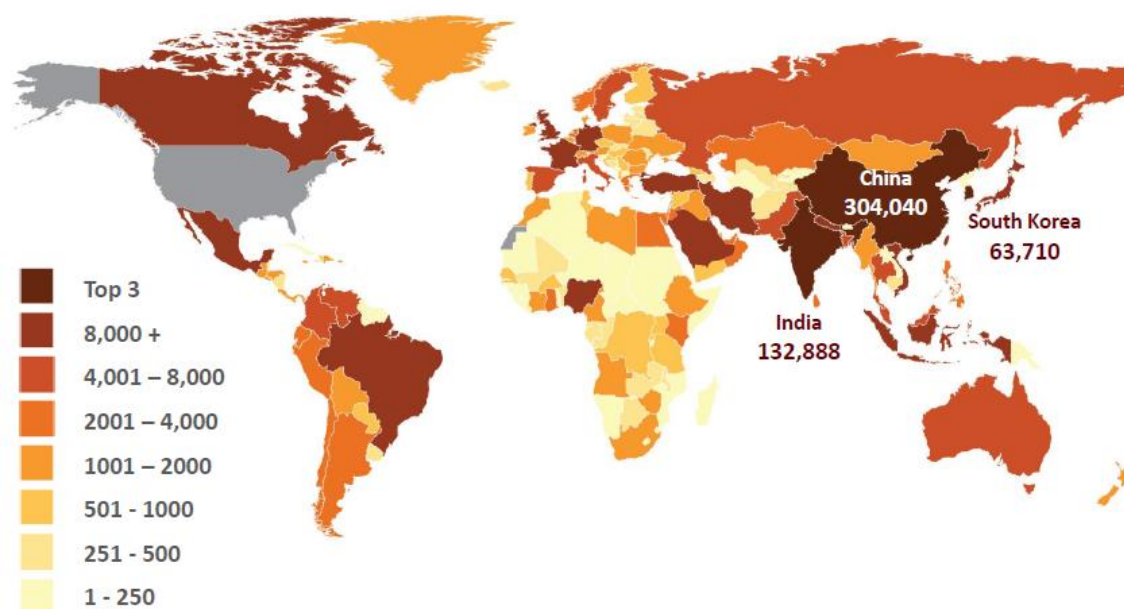 China
304,040
South Korea
63,710
India
132,888
Top 3
8,000 +
4,001 – 8,000
2001 – 4,000
1001 – 2000
501 - 1000
251 - 500
1 - 250